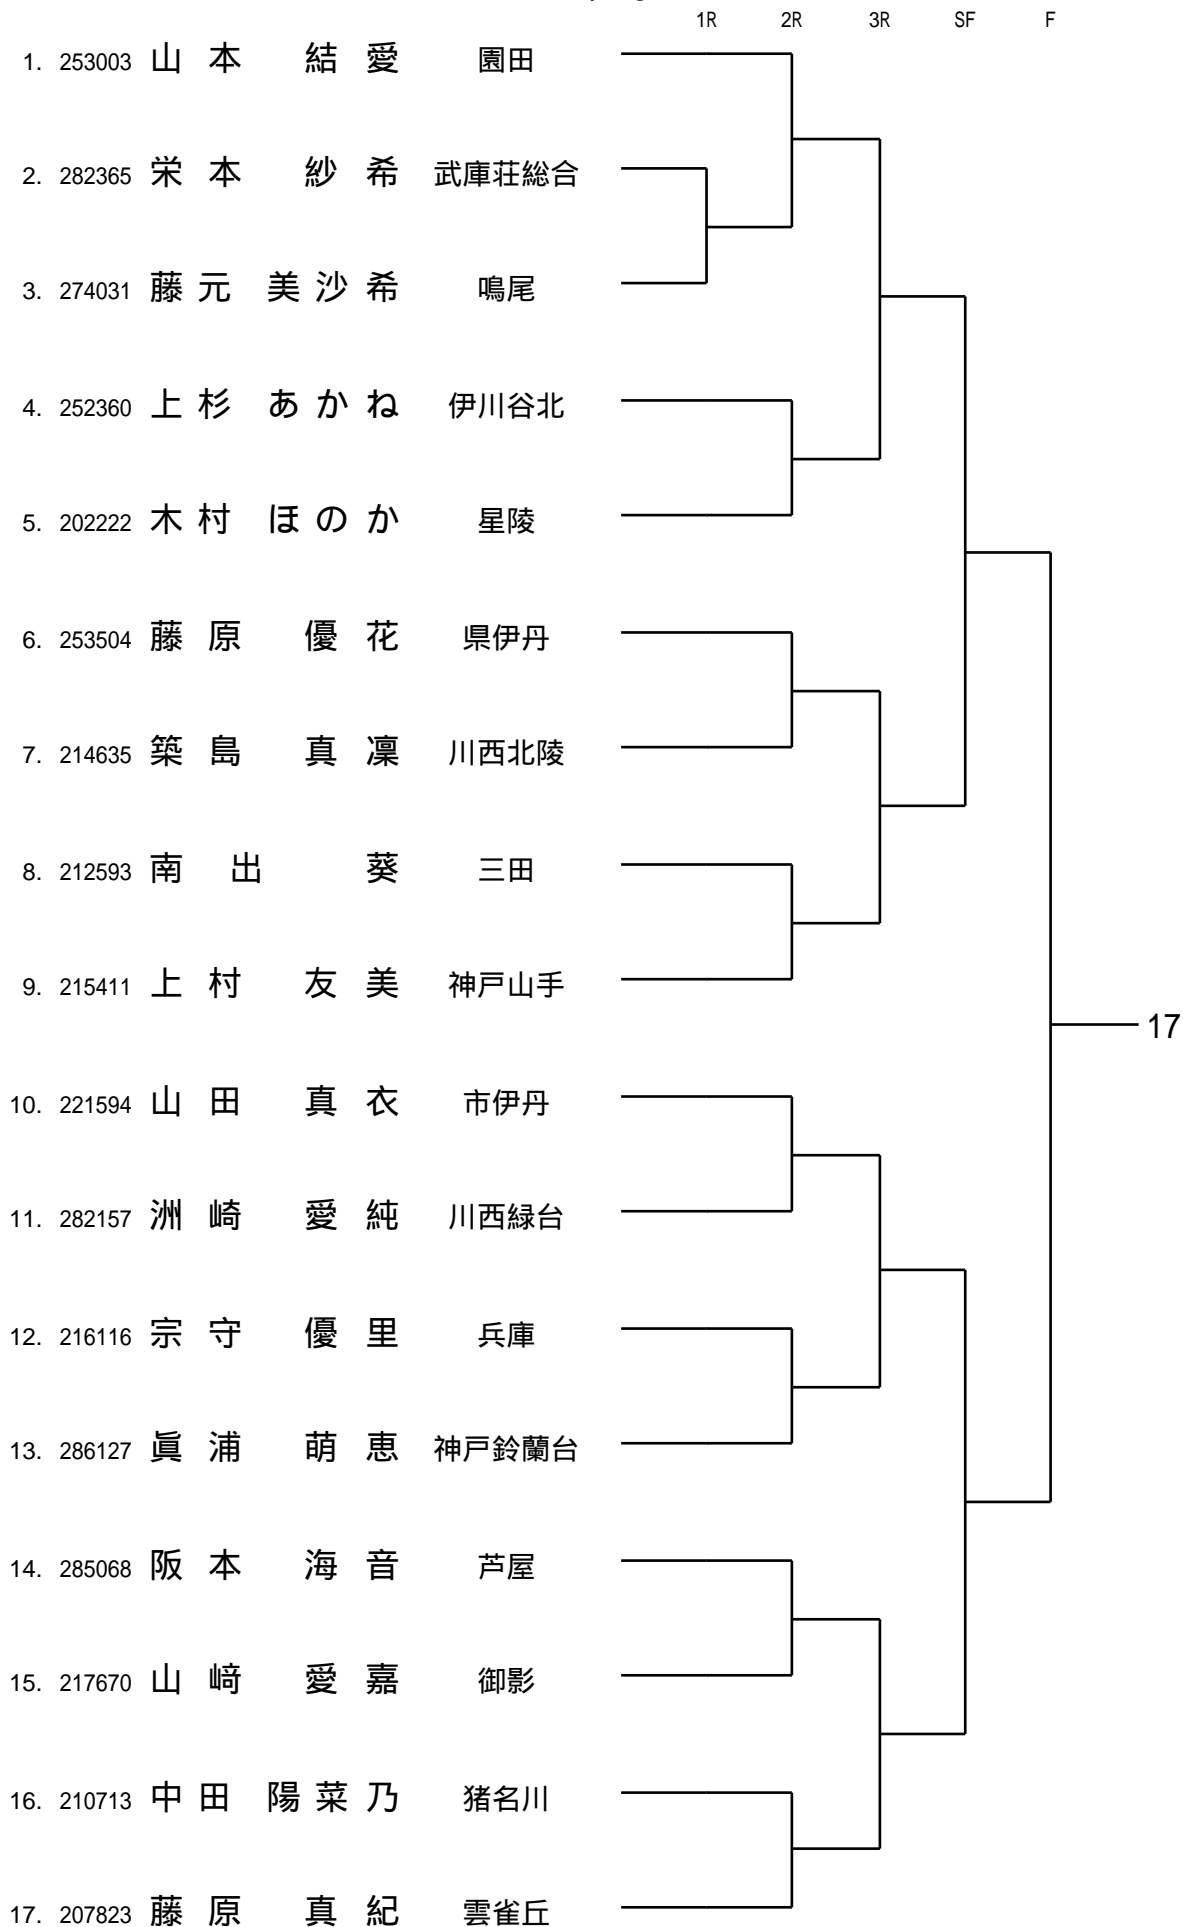 1R 2R 3R SF F
1. 253003 山本 結愛 園田
2. 282365 栄本 紗希 武庫荘総合
3. 274031 藤元 美沙希 鳴尾
4. 252360 上杉 あかね 伊川谷北
5. 202222 木村 ほのか 星陵
6. 253504 藤原 優花 県伊丹
7. 214635 築島 真凜 川西北陵
8. 212593 南出 葵 三田
9. 215411 上村 友美 神戸山手
17
10. 221594 山田 真衣 市伊丹
11. 282157 洲崎 愛純 川西緑台
12. 216116 宗守 優里 兵庫
13. 286127 眞浦 萌恵 神戸鈴蘭台
14. 285068 阪本 海音 芦屋
15. 217670 山﨑 愛嘉 御影
16. 210713 中田 陽菜乃 猪名川
17. 207823 藤原 真紀 雲雀丘